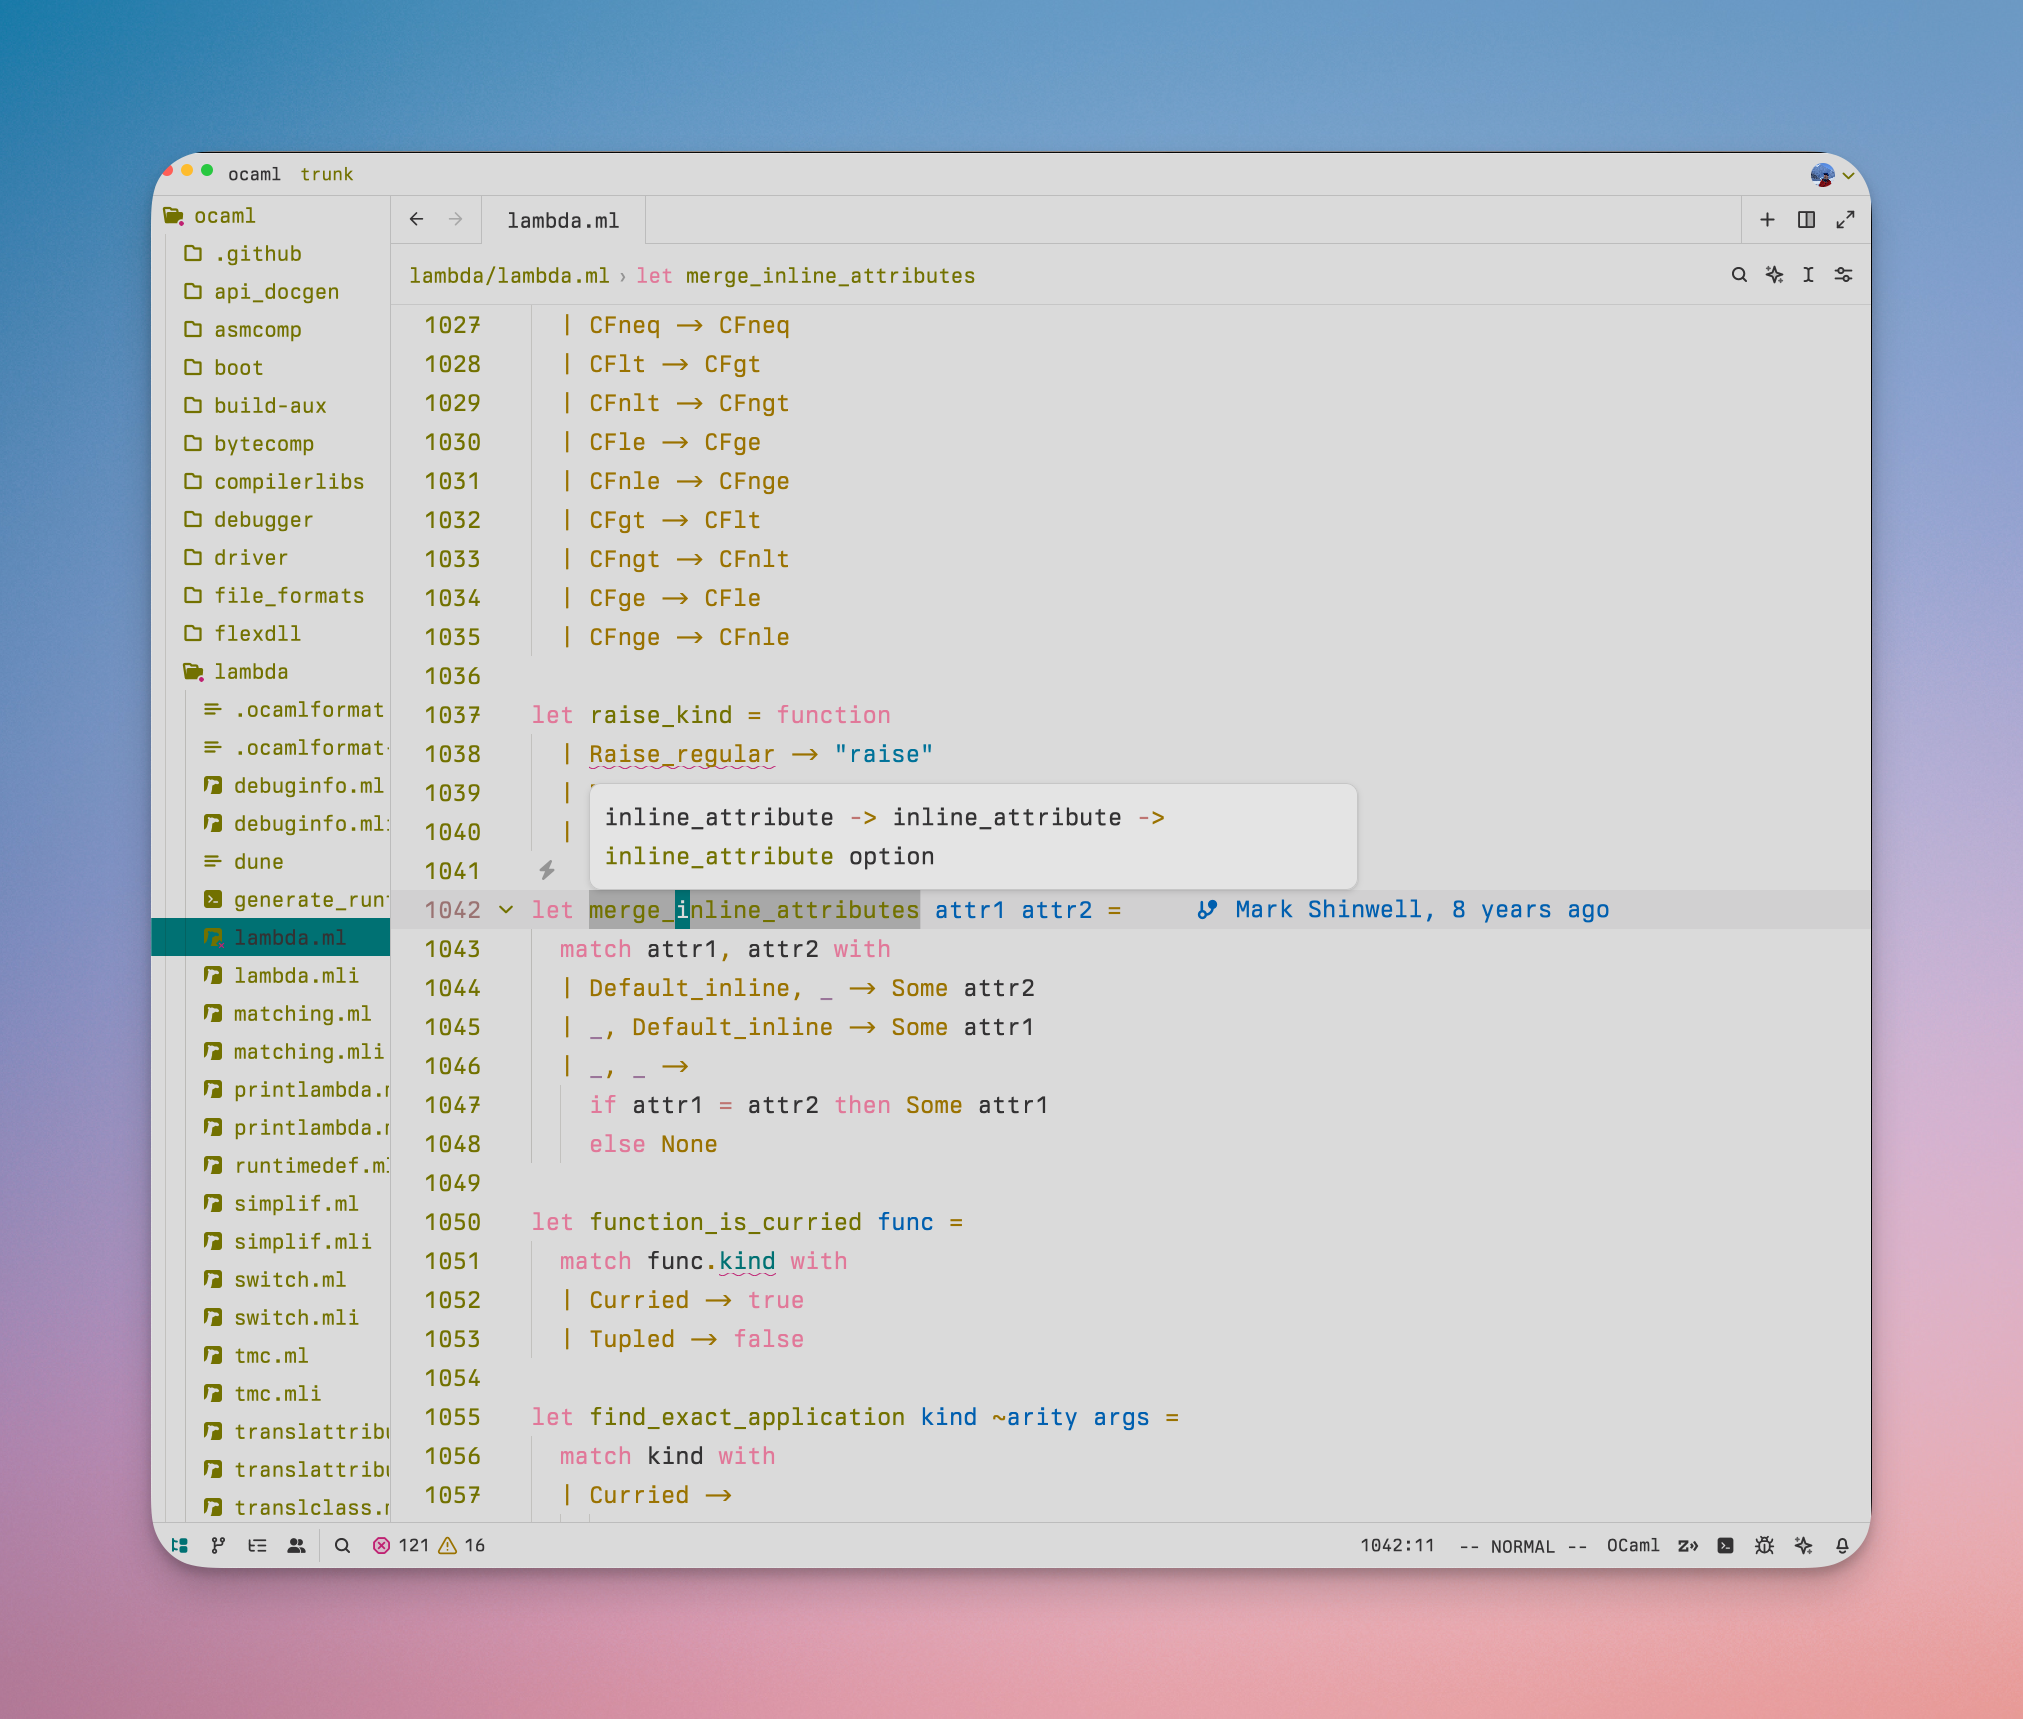 ocaml trunk
ocaml
.github
api_docgen
asmcomp
boot
build-aux
bytecomp
compilerlibs
debugger
driver
file_formats
flexdll
lambda
.ocamlformat
.ocamlformat-
debuginfo.ml
debuginfo.mli
dune
generate_runt
lambda.ml
lambda.mli
matching.ml
matching.mli
printlambda.m
printlambda.m
runtimedef.ml
simplif.ml
simplif.mli
switch.ml
switch.mli
tmc.ml
tmc.mli
translattribu
translattribu
translclass.m
lambda.ml
lambda/lambda.ml › let merge_inline_attributes
1027 | CFneq -> CFneq
1028 | CFlt -> CFgt
1029 | CFnlt -> CFngt
1030 | CFle -> CFge
1031 | CFnle -> CFnge
1032 | CFgt -> CFlt
1033 | CFngt -> CFnlt
1034 | CFge -> CFle
1035 | CFnge -> CFnle
1036
1037 let raise_kind = function
1038 | Raise_regular -> "raise"
1039 |
1040 |
1041
inline_attribute -> inline_attribute ->
inline_attribute option
1042 let merge_inline_attributes attr1 attr2 = Mark Shinwell, 8 years ago
1043 match attr1, attr2 with
1044 | Default_inline, _ -> Some attr2
1045 | _, Default_inline -> Some attr1
1046 | _, _ ->
1047 if attr1 = attr2 then Some attr1
1048 else None
1049
1050 let function_is_curried func =
1051 match func.kind with
1052 | Curried -> true
1053 | Tupled -> false
1054
1055 let find_exact_application kind ~arity args =
1056 match kind with
1057 | Curried ->
121 16 1042:11 -- NORMAL -- OCaml